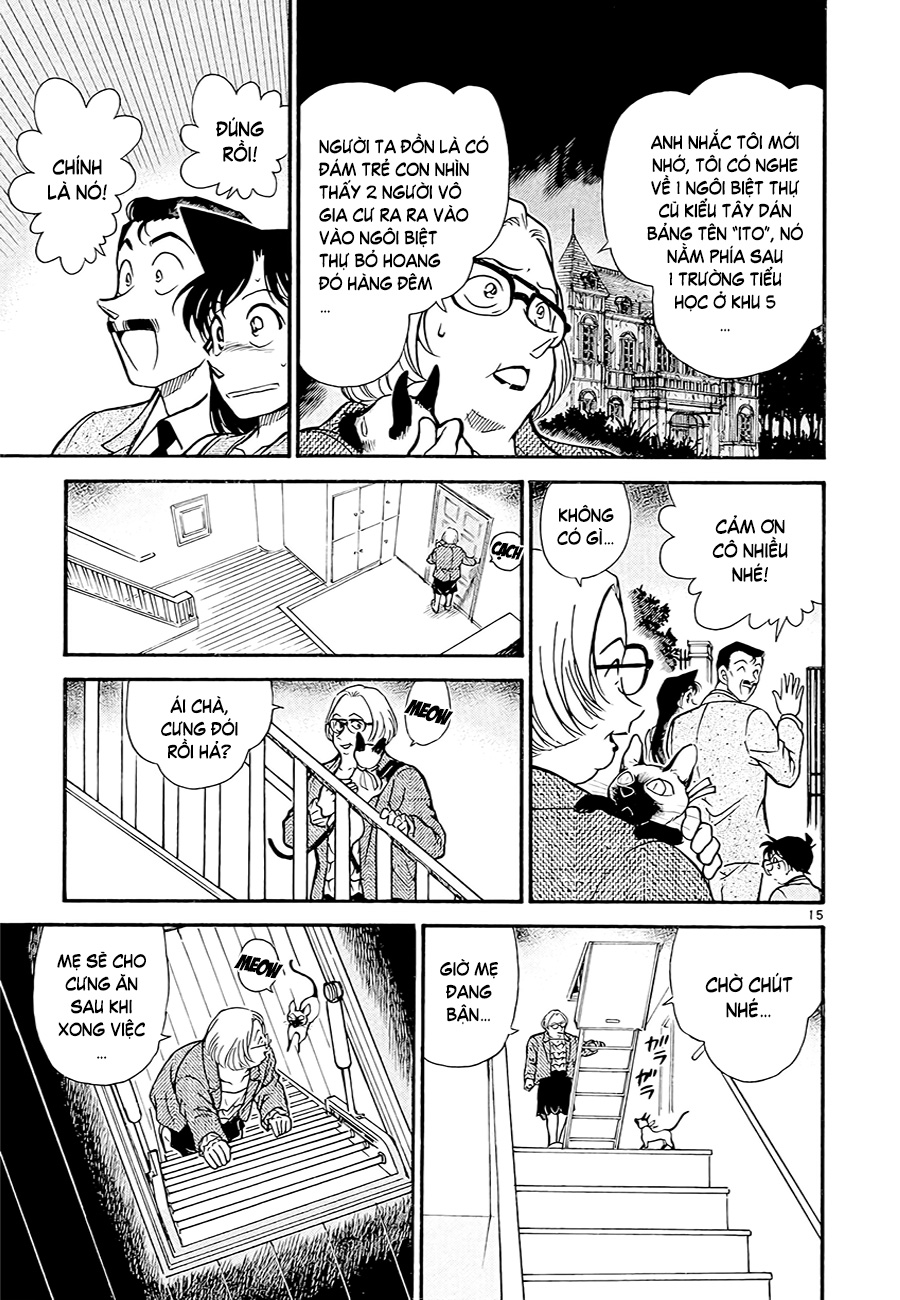 ANH NHẮC TÔI MỚI
NHỚ, TÔI CÓ NGHE
VỀ 1 NGÔI BIỆT THỰ
CŨ KIỂU TÂY DÁN
BẢNG TÊN "ITO", NÓ
NẰM PHÍA SAU
1 TRƯỜNG TIỂU
HỌC Ở KHU 5
...
NGƯỜI TA ĐỒN LÀ CÓ
ĐÁM TRẺ CON NHÌN
THẤY 2 NGƯỜI VÔ
GIA CƯ RA RA VÀO
VÀO NGÔI BIỆT
THỰ BỎ HOANG
ĐÓ HÀNG ĐÊM
...
ĐÚNG
RỒI!
CHÍNH
LÀ NÓ!
CẢM ƠN
CÔ NHIỀU
NHÉ!
KHÔNG
CÓ GÌ...
CẠCH
MEOW
ÁI CHÀ,
CƯNG ĐÓI
RỒI HẢ?
15
CHỜ CHÚT
NHÉ...
ガラ
ガラ
GIỜ MẸ
ĐANG
BẬN...
MEOW
MẸ SẼ CHO
CƯNG ĂN
SAU KHI
XONG VIỆC
...